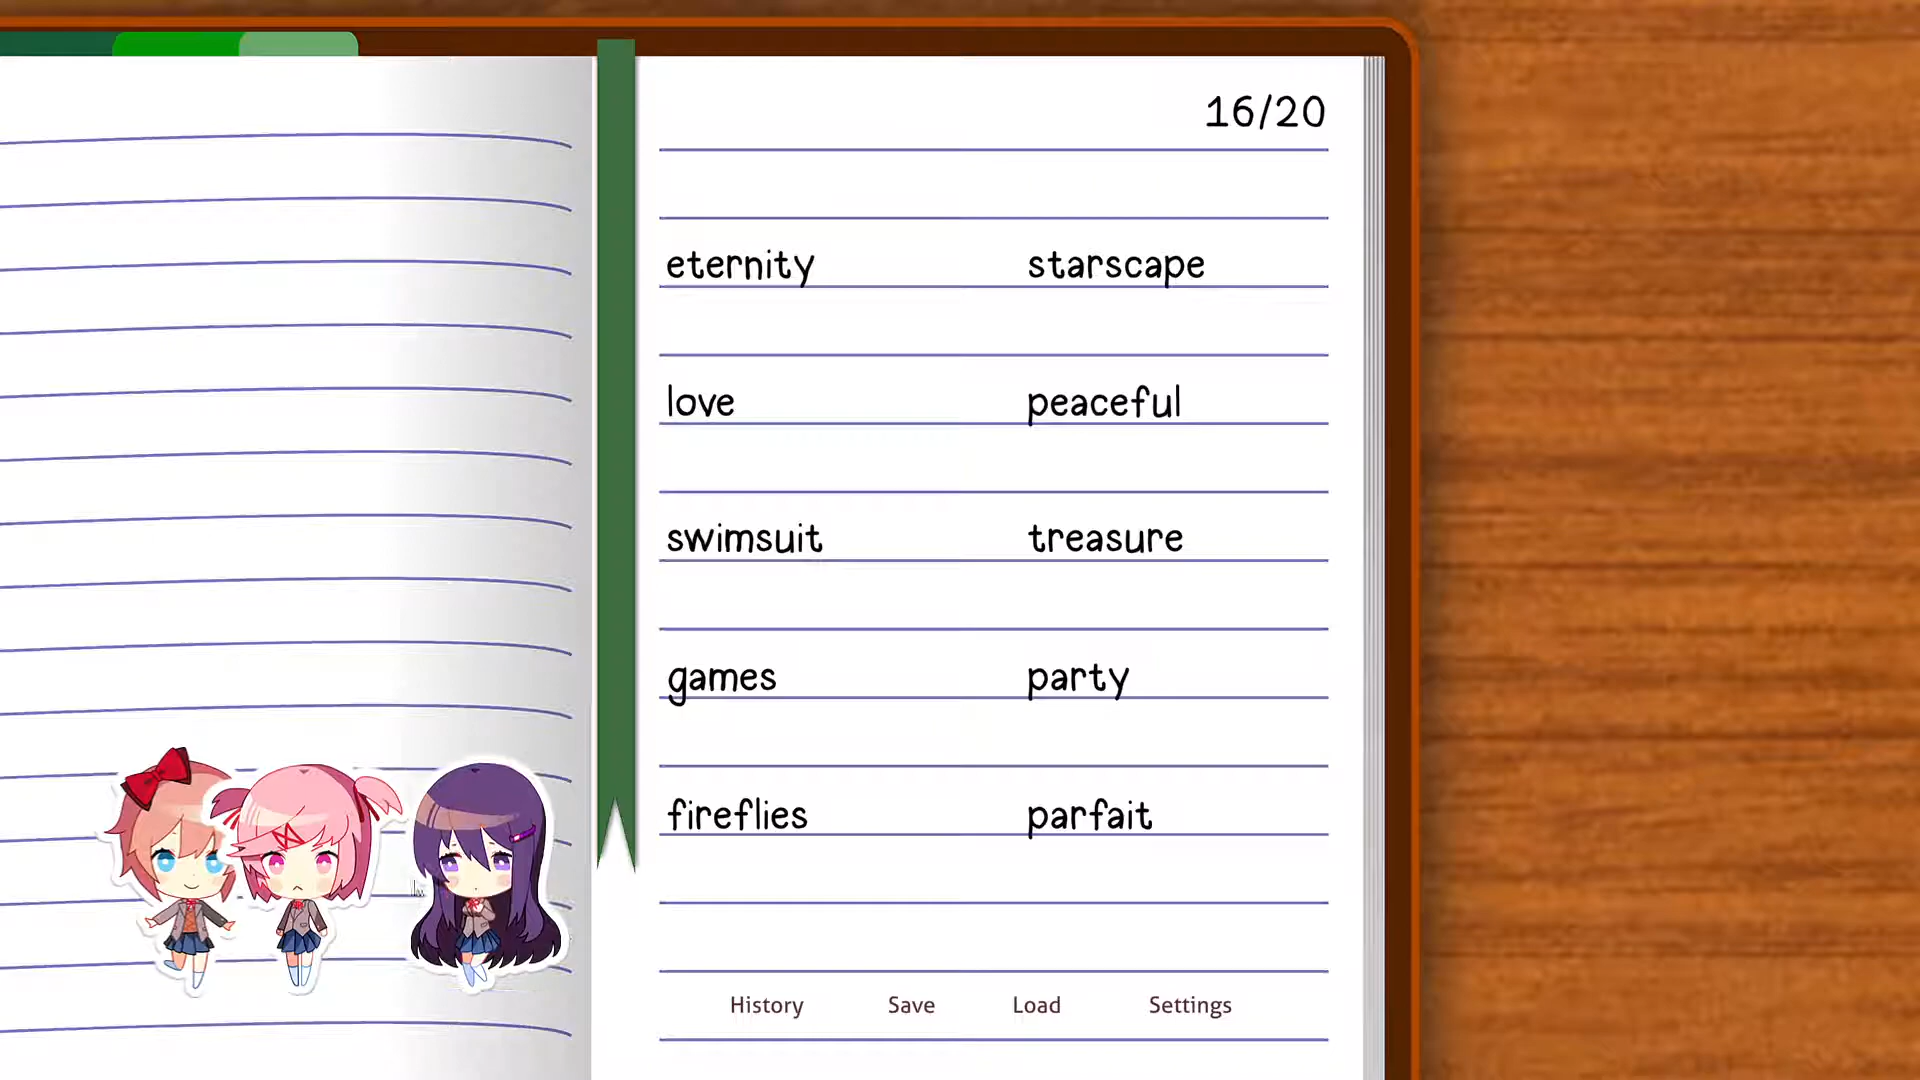 16/20
eternity starscape
love peaceful
swimsuit treasure
games party
fireflies parfait
History Save Load Settings